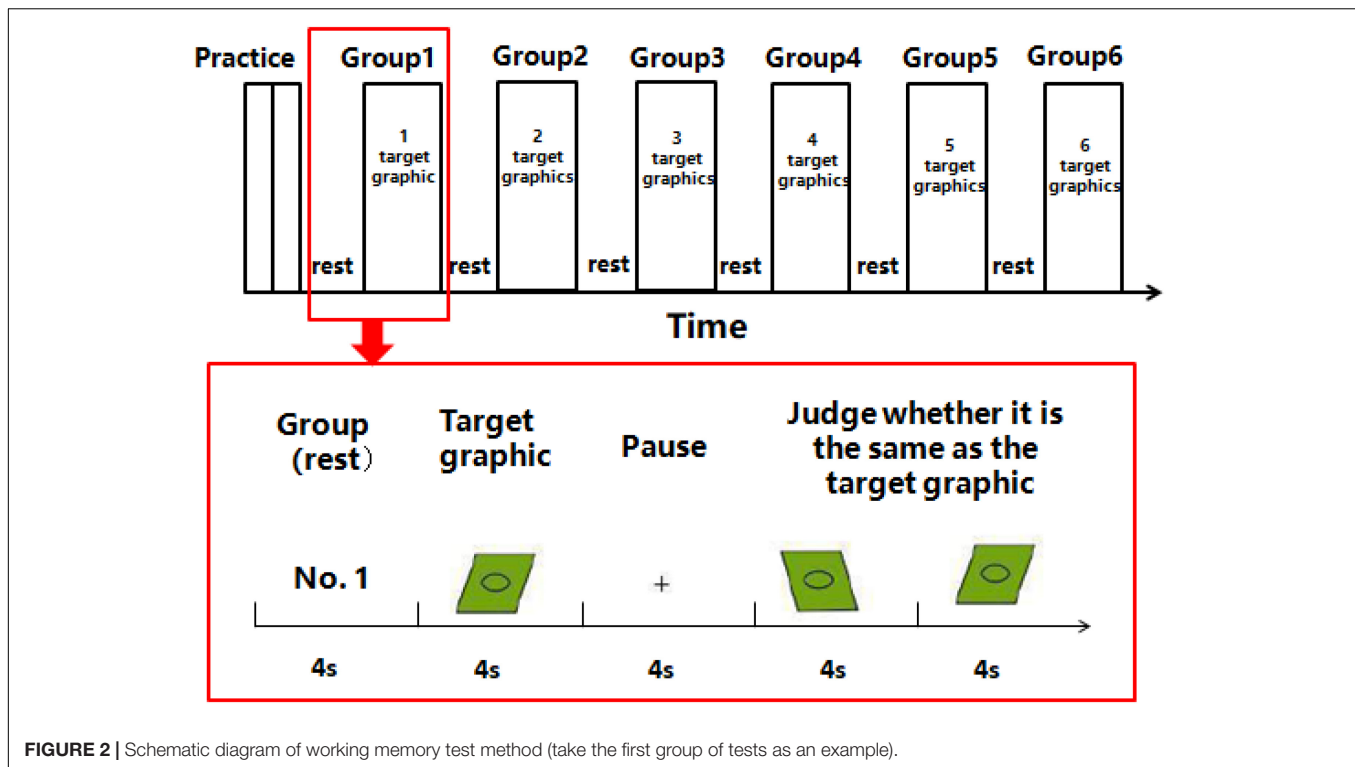 Practice Group1 Group2 Group3 Group4 Group5 Group6
1
target
graphic
2
target
graphics
3
target
graphics
4
target
graphics
5
target
graphics
6
target
graphics
rest rest rest rest rest rest
Time
Group
(rest）
Target
graphic
Pause
Judge whether it is
the same as the
target graphic
No. 1
+
4s 4s 4s 4s 4s
FIGURE 2 | Schematic diagram of working memory test method (take the first group of tests as an example).